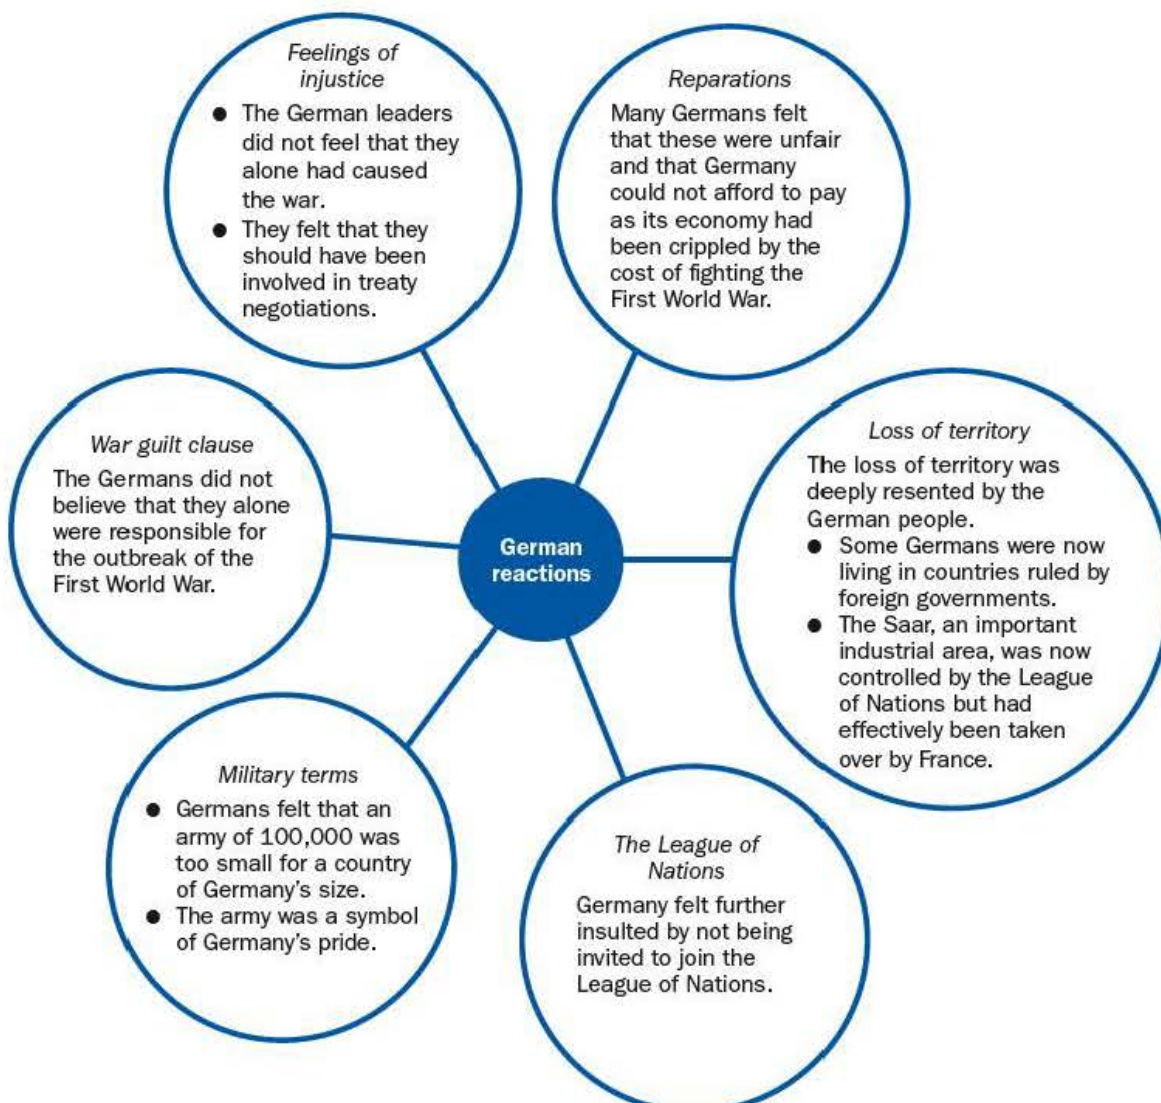 Feelings of
injustice
● The German leaders
did not feel that they
alone had caused
the war.
● They felt that they
should have been
involved in treaty
negotiations.
Reparations
Many Germans felt
that these were unfair
and that Germany
could not afford to pay
as its economy had
been crippled by the
cost of fighting the
First World War.
War guilt clause
The Germans did not
believe that they alone
were responsible for
the outbreak of the
First World War.
German
reactions
Loss of territory
The loss of territory was
deeply resented by the
German people.
● Some Germans were now
living in countries ruled by
foreign governments.
● The Saar, an important
industrial area, was now
controlled by the League
of Nations but had
effectively been taken
over by France.
Military terms
● Germans felt that an
army of 100,000 was
too small for a country
of Germany's size.
● The army was a symbol
of Germany's pride.
The League of
Nations
Germany felt further
insulted by not being
invited to join the
League of Nations.